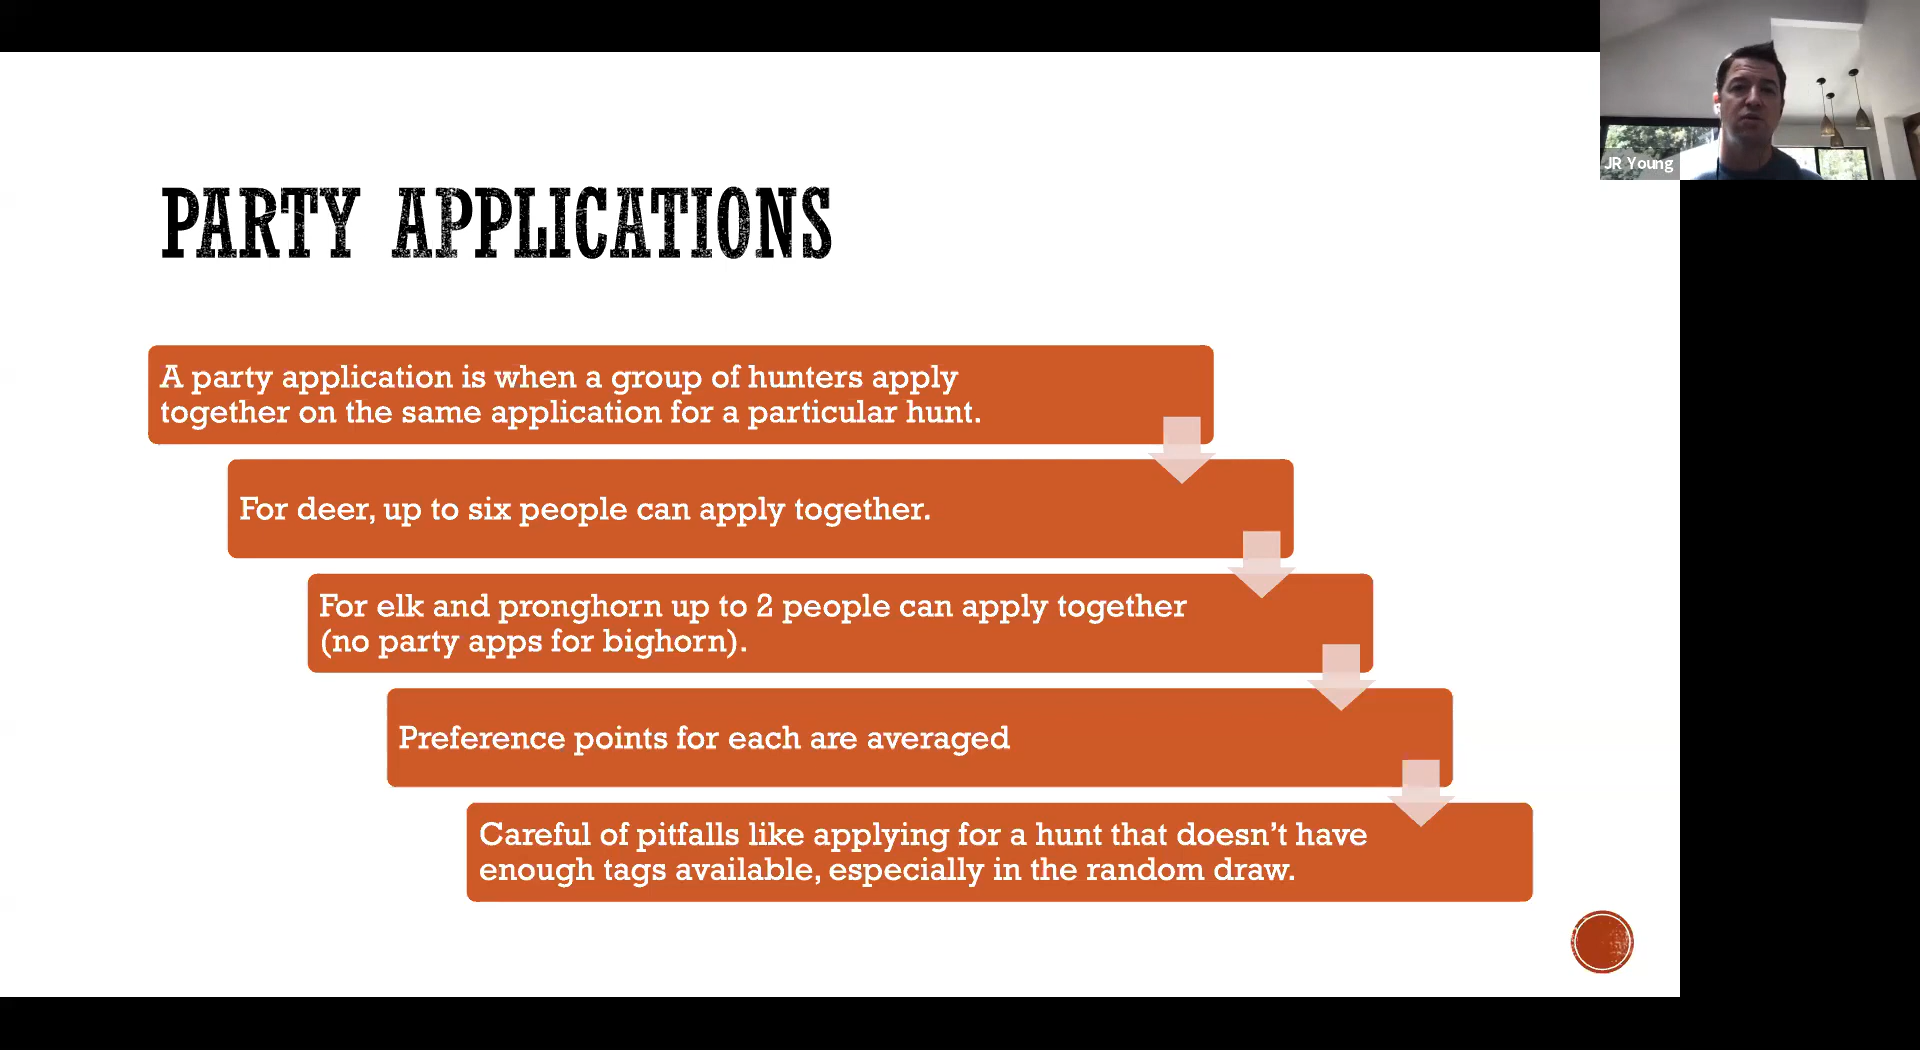 JR Young
PARTY APPLICATIONS
A party application is when a group of hunters apply
together on the same application for a particular hunt.
For deer, up to six people can apply together.
For elk and pronghorn up to 2 people can apply together
(no party apps for bighorn).
Preference points for each are averaged
Careful of pitfalls like applying for a hunt that doesn’t have
enough tags available, especially in the random draw.